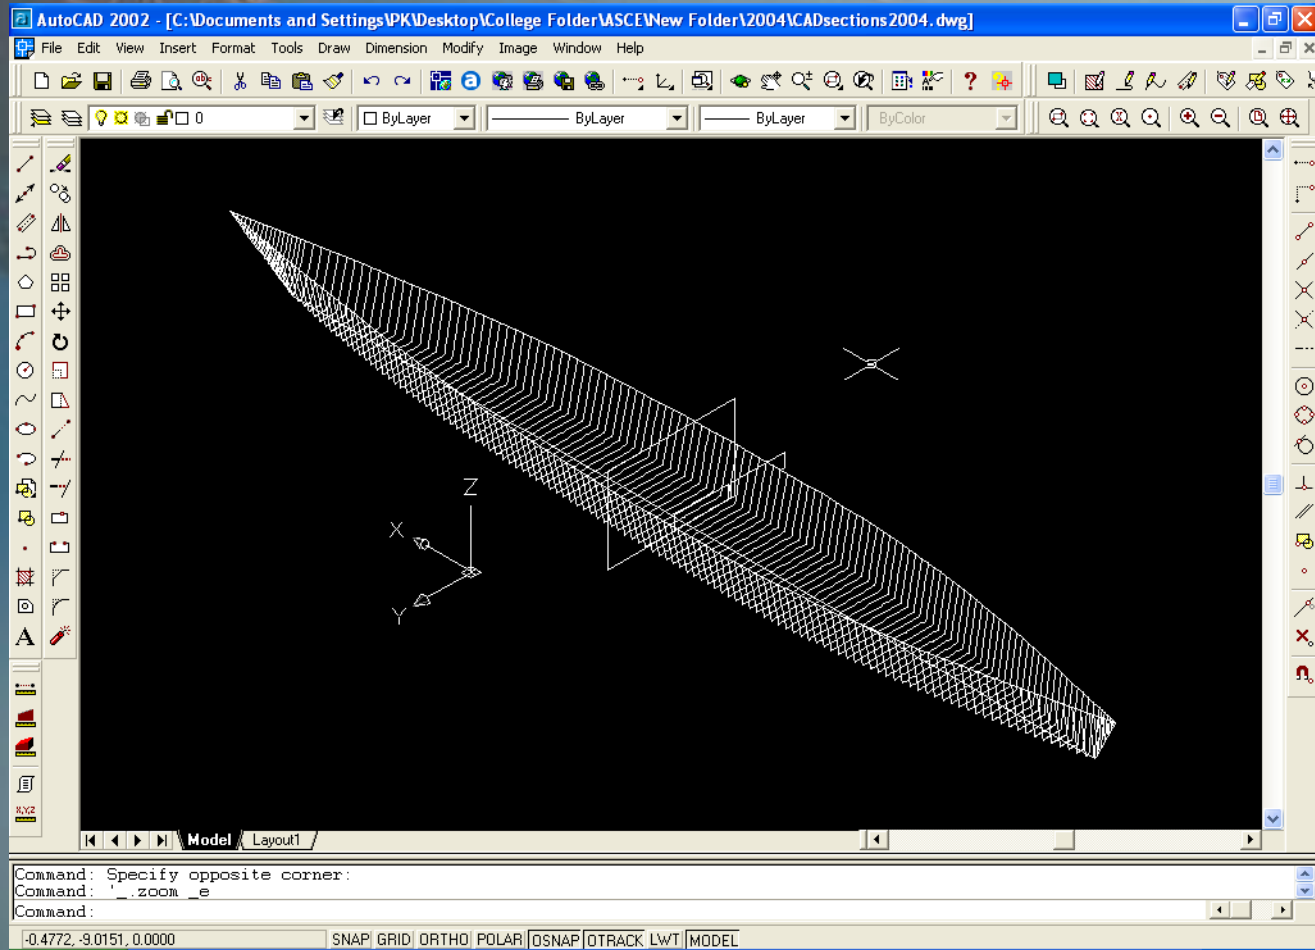 AutoCAD 2002 - [C:\Documents and Settings\PK\Desktop\College Folder\ASCE\New Folder\2004\CADsections2004.dwg]
File Edit View Insert Format Tools Draw Dimension Modify Image Window Help
0 ByLayer ByLayer ByLayer ByColor
Z
X
Y
A
X,Y,Z
Model Layout1
Command: Specify opposite corner:
Command: '_.zoom _e
Command:
-0.4772, -9.0151, 0.0000 SNAP GRID ORTHO POLAR OSNAP OTRACK LWT MODEL